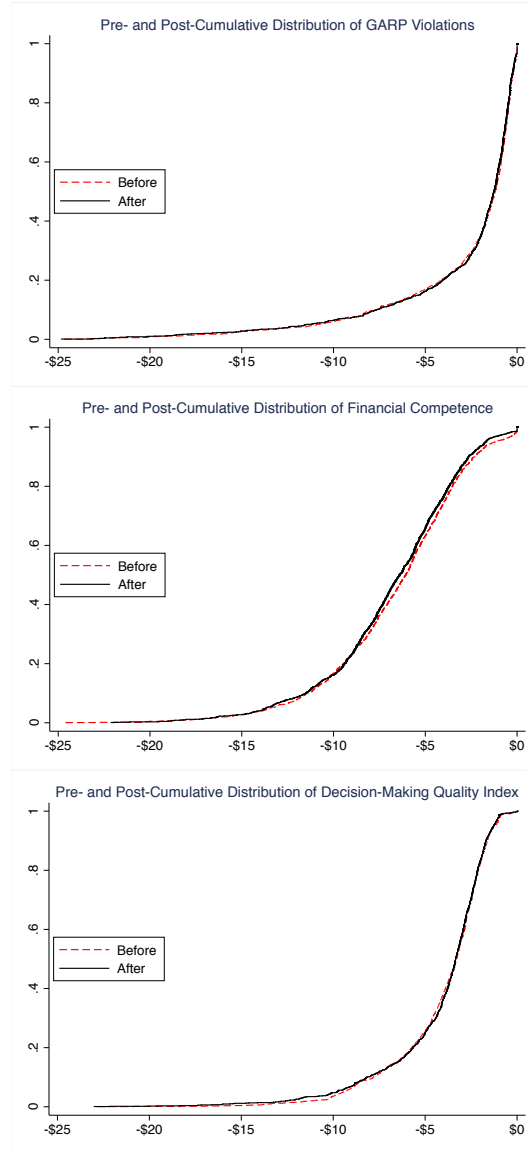 Pre- and Post-Cumulative Distribution of GARP Violations
1
.8
.6
.4
.2
0
Before
After
-$25 -$20 -$15 -$10 -$5 $0
Pre- and Post-Cumulative Distribution of Financial Competence
1
.8
.6
.4
.2
0
Before
After
-$25 -$20 -$15 -$10 -$5 $0
Pre- and Post-Cumulative Distribution of Decision-Making Quality Index
1
.8
.6
.4
.2
0
Before
After
-$25 -$20 -$15 -$10 -$5 $0